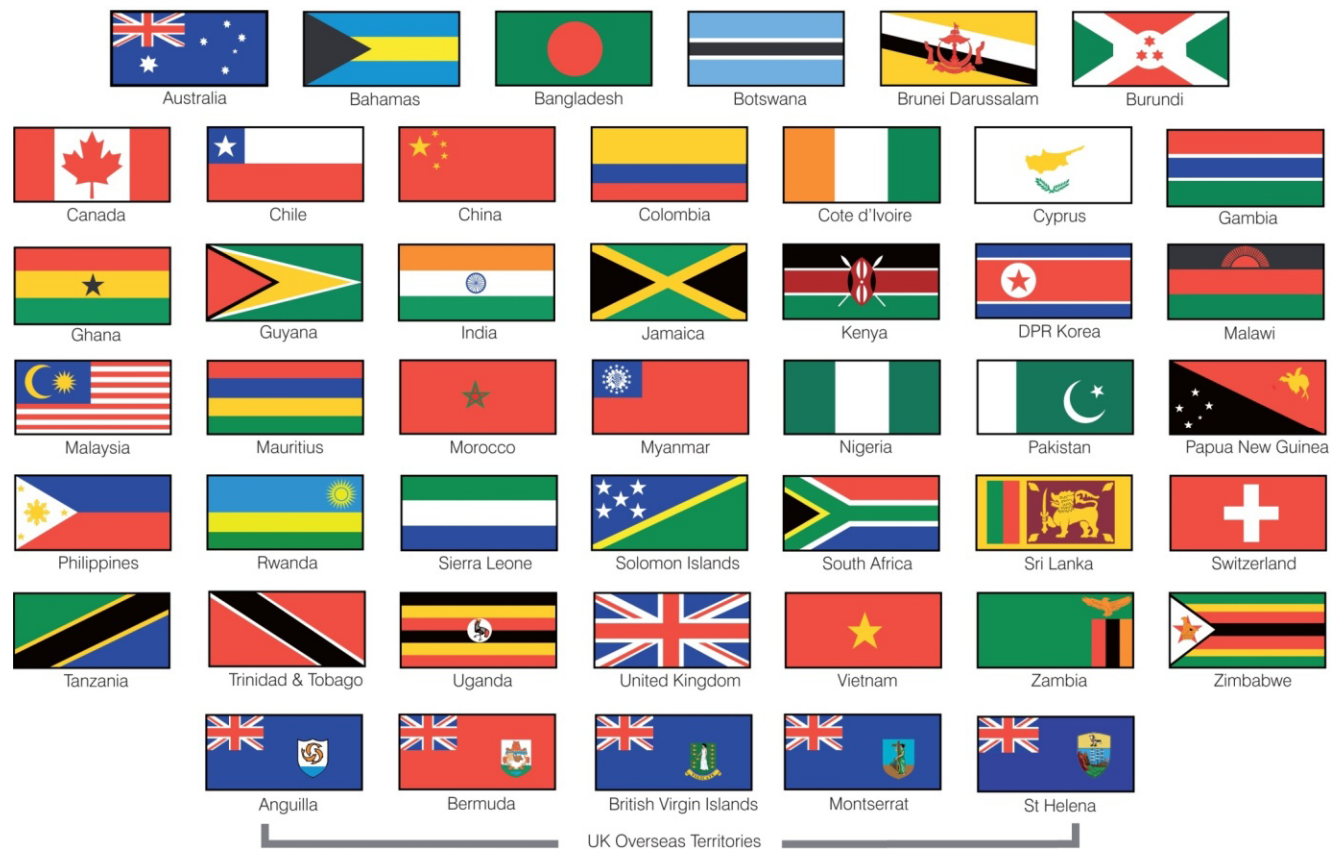 Australia
Bahamas
Bangladesh
Botswana
Brunei Darussalam
Burundi
Canada
Chile
China
Colombia
Cote d'Ivoire
Cyprus
Gambia
Ghana
Guyana
India
Jamaica
Kenya
DPR Korea
Malawi
Malaysia
Mauritius
Morocco
Myanmar
Nigeria
Pakistan
Papua New Guinea
Philippines
Rwanda
Sierra Leone
Solomon Islands
South Africa
Sri Lanka
Switzerland
Tanzania
Trinidad & Tobago
Uganda
United Kingdom
Vietnam
Zambia
Zimbabwe
Anguilla
Bermuda
British Virgin Islands
Montserrat
St Helena
UK Overseas Territories